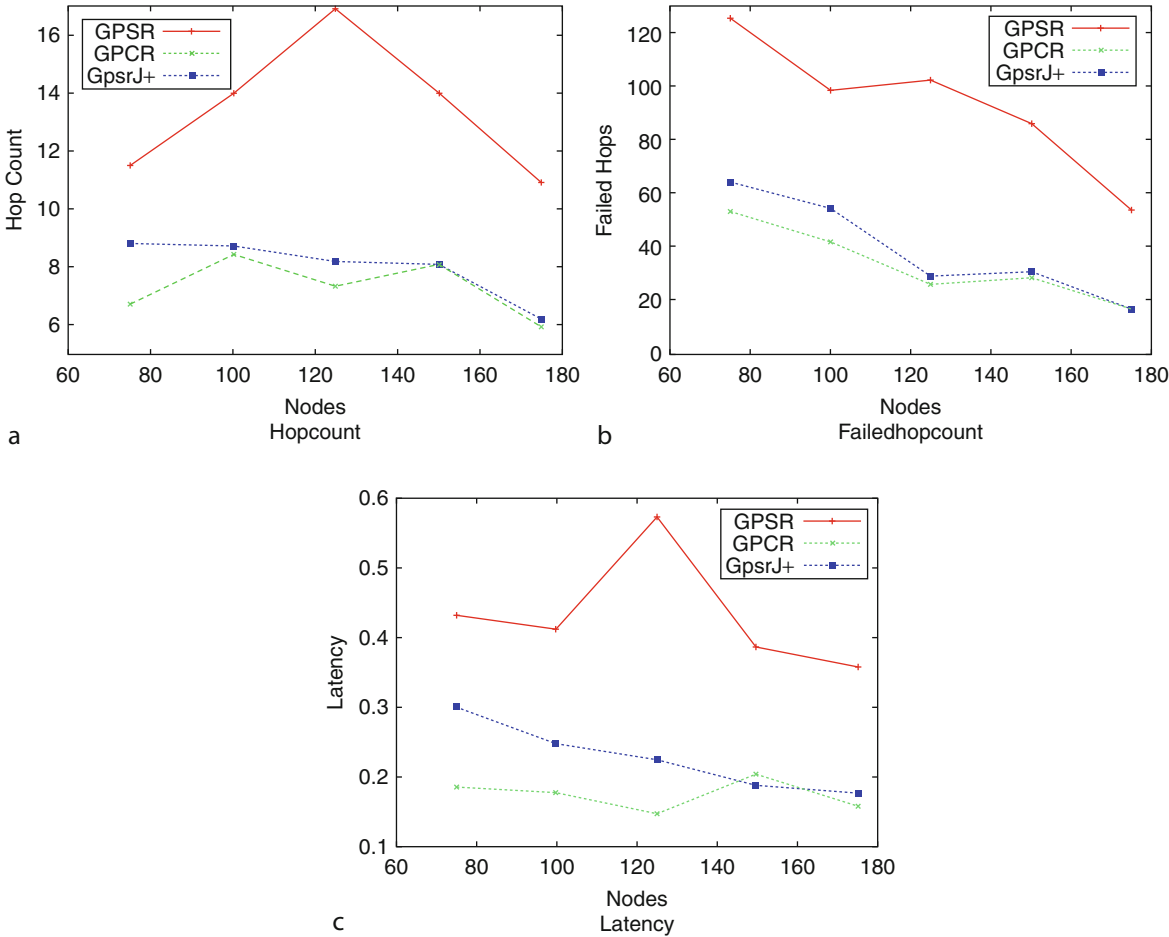 16
14
12
10
8
6
Hop Count
GPSR
GPCR
GpsrJ+
60 80 100 120 140 160 180
Nodes
Hopcount
a
120
100
80
60
40
20
0
Failed Hops
GPSR
GPCR
GpsrJ+
60 80 100 120 140 160 180
Nodes
Failedhopcount
b
0.6
0.5
0.4
0.3
0.2
0.1
Latency
GPSR
GPCR
GpsrJ+
60 80 100 120 140 160 180
Nodes
Latency
c